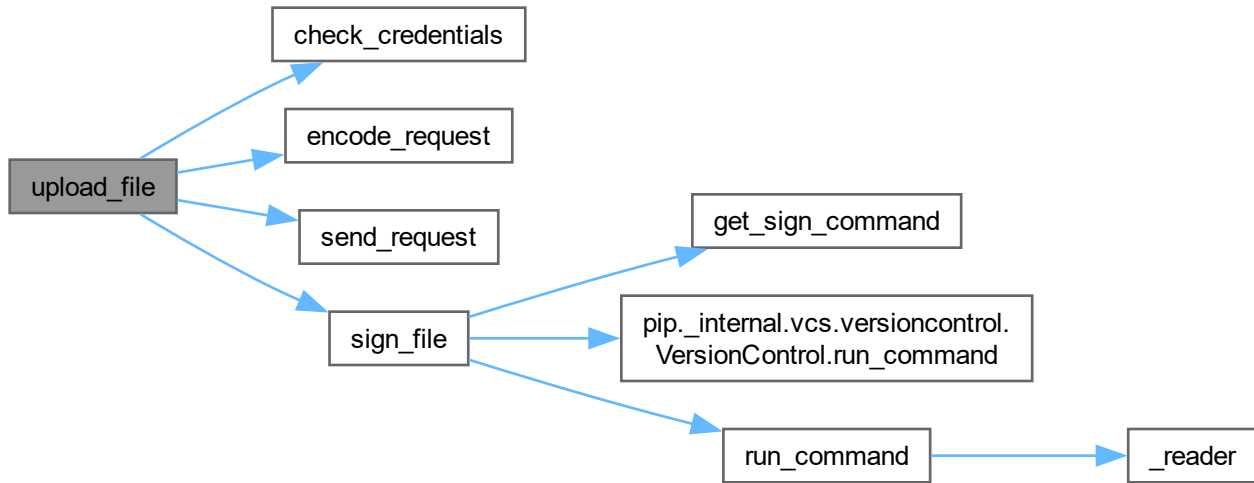 check_credentials
encode_request
upload_file
send_request
get_sign_command
sign_file
pip._internal.vcs.versioncontrol.
VersionControl.run_command
run_command
_reader